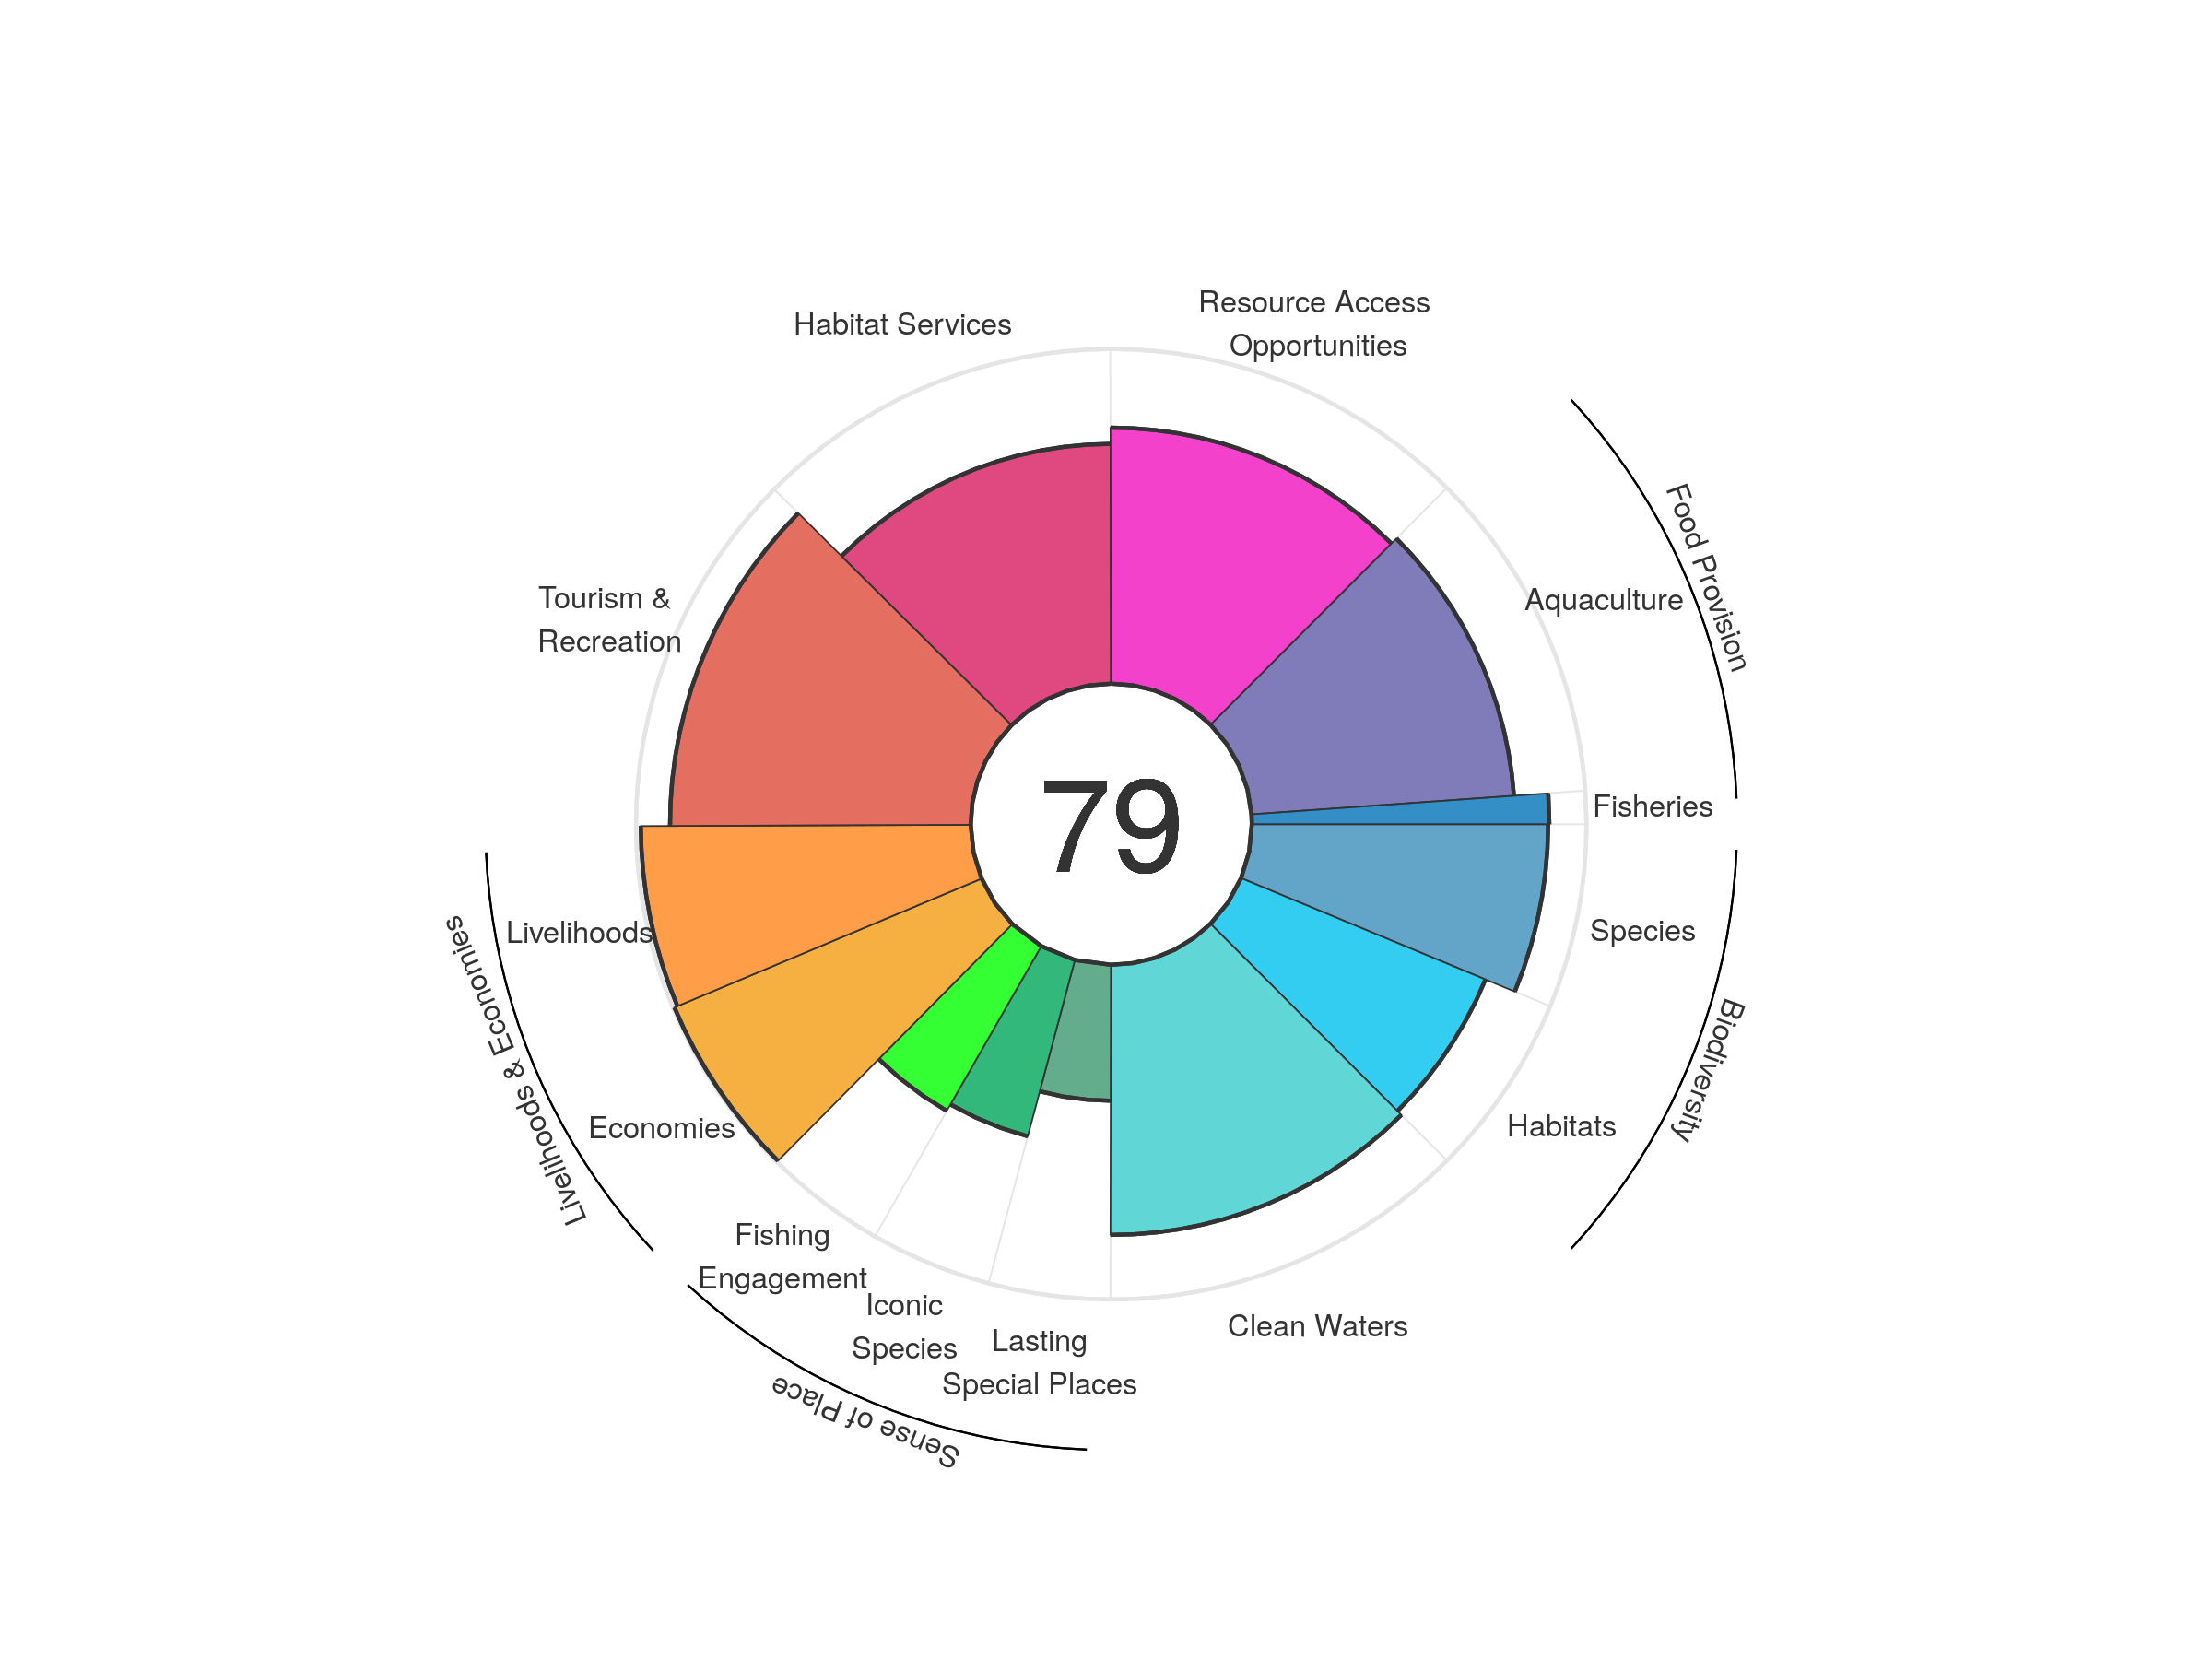 Resource Access
Opportunities
Habitat Services
Food Provision
Aquaculture
Tourism &
Recreation
79
Fisheries
Species
Livelihoods
Livelihoods & Economies
Biodiversity
Habitats
Economies
Fishing
Engagement
Iconic
Species
Lasting
Special Places
Clean Waters
Sense of Place